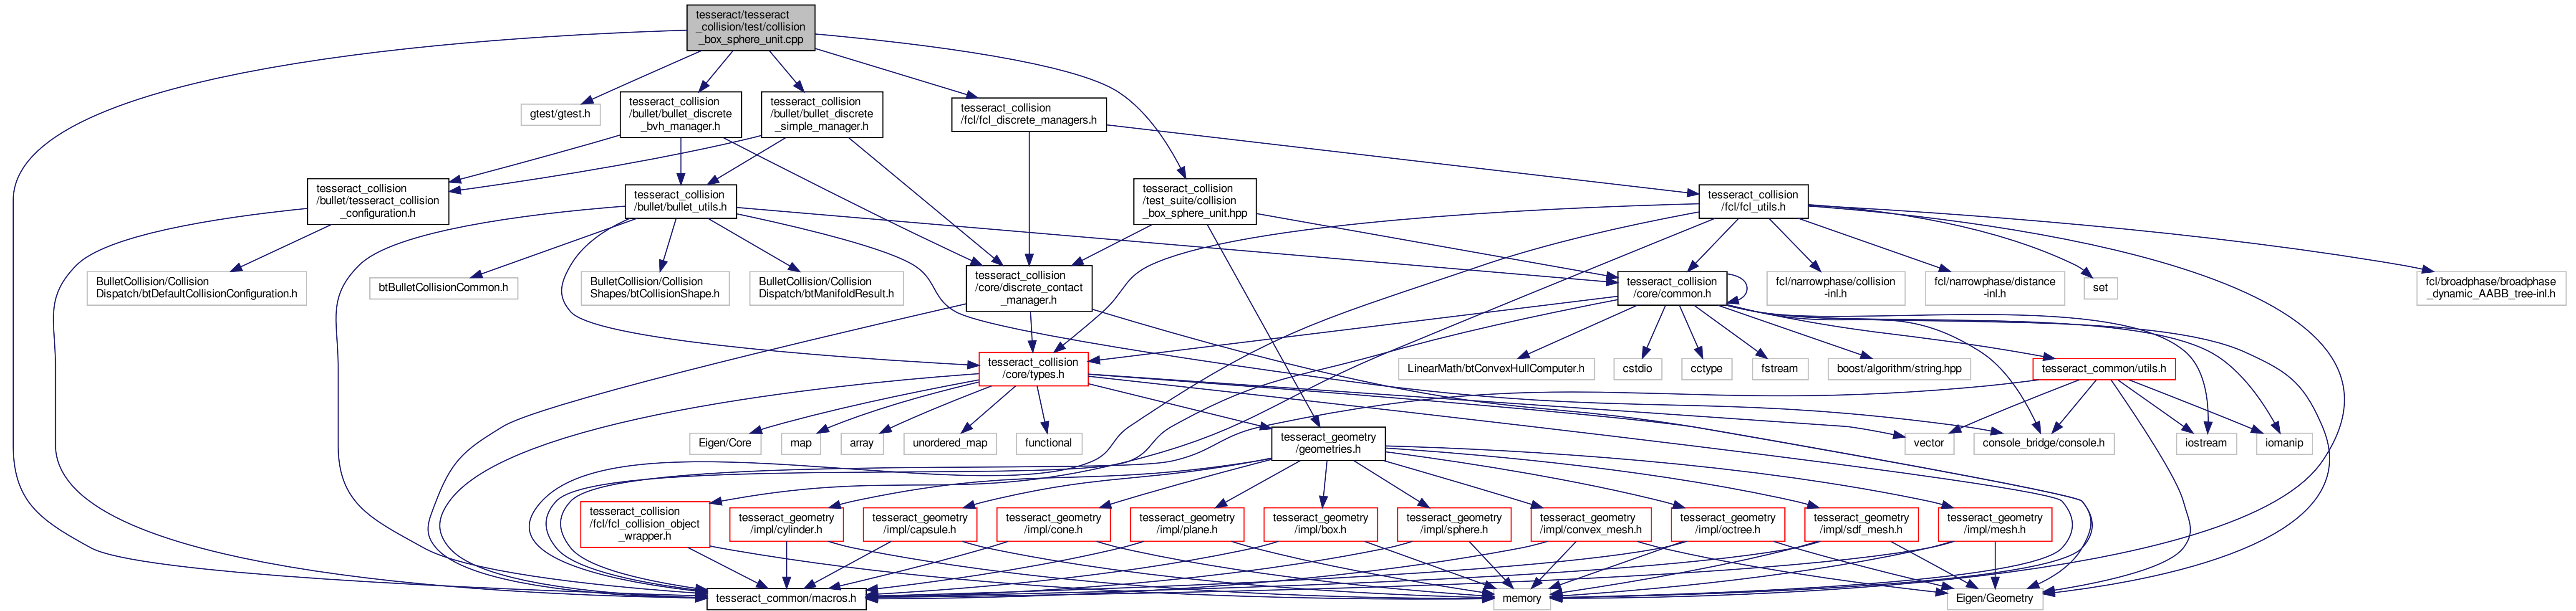 tesseract/tesseract
_collision/test/collision
_box_sphere_unit.cpp
gtest/gtest.h
tesseract_collision
/bullet/bullet_discrete
_bvh_manager.h
tesseract_collision
/bullet/bullet_discrete
_simple_manager.h
tesseract_collision
/fcl/fcl_discrete_managers.h
tesseract_collision
/bullet/tesseract_collision
_configuration.h
tesseract_collision
/bullet/bullet_utils.h
tesseract_collision
/test_suite/collision
_box_sphere_unit.hpp
tesseract_collision
/fcl/fcl_utils.h
BulletCollision/Collision
Dispatch/btDefaultCollisionConfiguration.h
btBulletCollisionCommon.h
BulletCollision/Collision
Shapes/btCollisionShape.h
BulletCollision/Collision
Dispatch/btManifoldResult.h
tesseract_collision
/core/discrete_contact
_manager.h
tesseract_collision
/core/common.h
fcl/narrowphase/collision
-inl.h
fcl/narrowphase/distance
-inl.h
set
fcl/broadphase/broadphase
_dynamic_AABB_tree-inl.h
tesseract_collision
/core/types.h
LinearMath/btConvexHullComputer.h
cstdio
cctype
fstream
boost/algorithm/string.hpp
tesseract_common/utils.h
Eigen/Core
map
array
unordered_map
functional
tesseract_geometry
/geometries.h
vector
console_bridge/console.h
iostream
iomanip
tesseract_collision
/fcl/fcl_collision_object
_wrapper.h
tesseract_geometry
/impl/cylinder.h
tesseract_geometry
/impl/capsule.h
tesseract_geometry
/impl/cone.h
tesseract_geometry
/impl/plane.h
tesseract_geometry
/impl/box.h
tesseract_geometry
/impl/sphere.h
tesseract_geometry
/impl/convex_mesh.h
tesseract_geometry
/impl/octree.h
tesseract_geometry
/impl/sdf_mesh.h
tesseract_geometry
/impl/mesh.h
tesseract_common/macros.h
memory
Eigen/Geometry